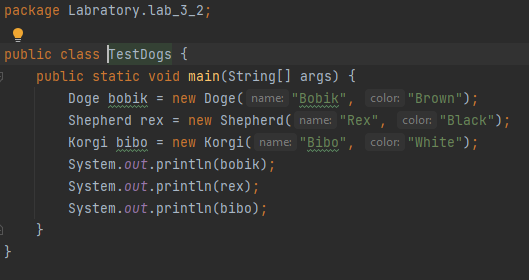 package Labratory.lab_3_2;
public class TestDogs {
public static void main(String[] args) {
Doge bobik = new Doge( name: "Bobik", color: "Brown");
Shepherd rex = new Shepherd( name: "Rex", color: "Black");
Korgi bibo = new Korgi( name: "Bibo", color: "White");
System.out.println(bobik);
System.out.println(rex);
System.out.println(bibo);
}
}